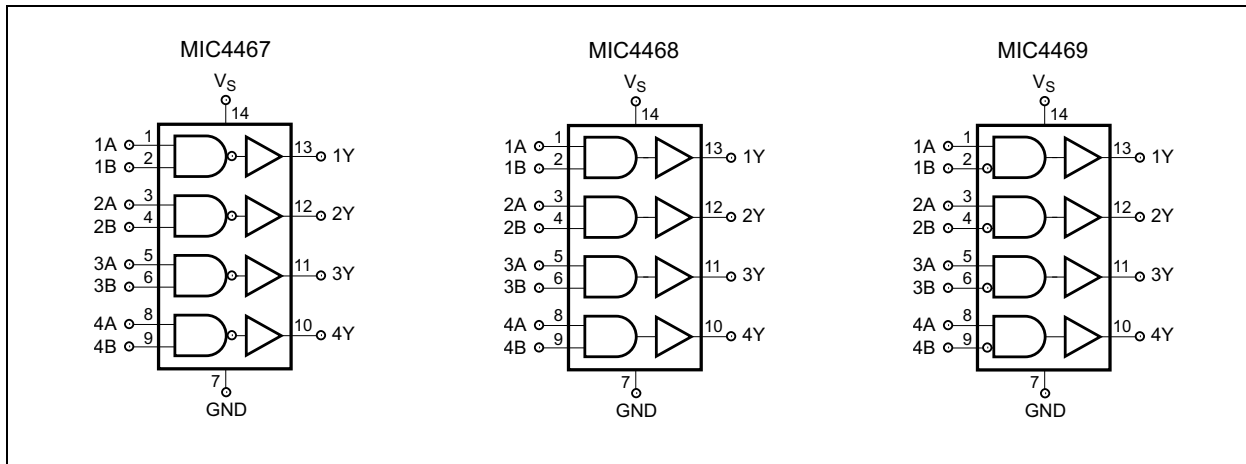 MIC4467
VS
14
1A 1
1B 2
13 1Y
2A 3
2B 4
12 2Y
3A 5
3B 6
11 3Y
4A 8
4B 9
10 4Y
7
GND
MIC4468
VS
14
1A 1
1B 2
13 1Y
2A 3
2B 4
12 2Y
3A 5
3B 6
11 3Y
4A 8
4B 9
10 4Y
7
GND
MIC4469
VS
14
1A 1
1B 2
13 1Y
2A 3
2B 4
12 2Y
3A 5
3B 6
11 3Y
4A 8
4B 9
10 4Y
7
GND